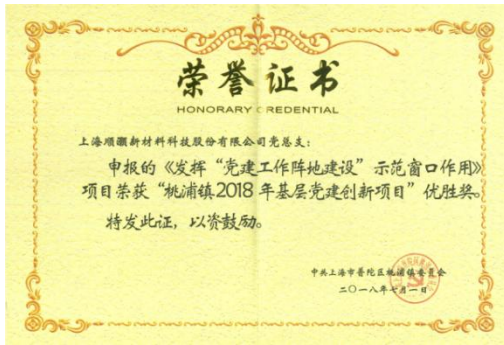 荣誉证书
HONORARY CREDENTIAL
上海顺灏新材料科技股份有限公司党总支：
申报的《发挥“党建工作阵地建设”示范窗口作用》
项目荣获“桃浦镇2018年基层党建创新项目”优胜奖。
特发此证，以资鼓励。
中共上海市普陀区桃浦镇委员会
二〇一八年七月一日